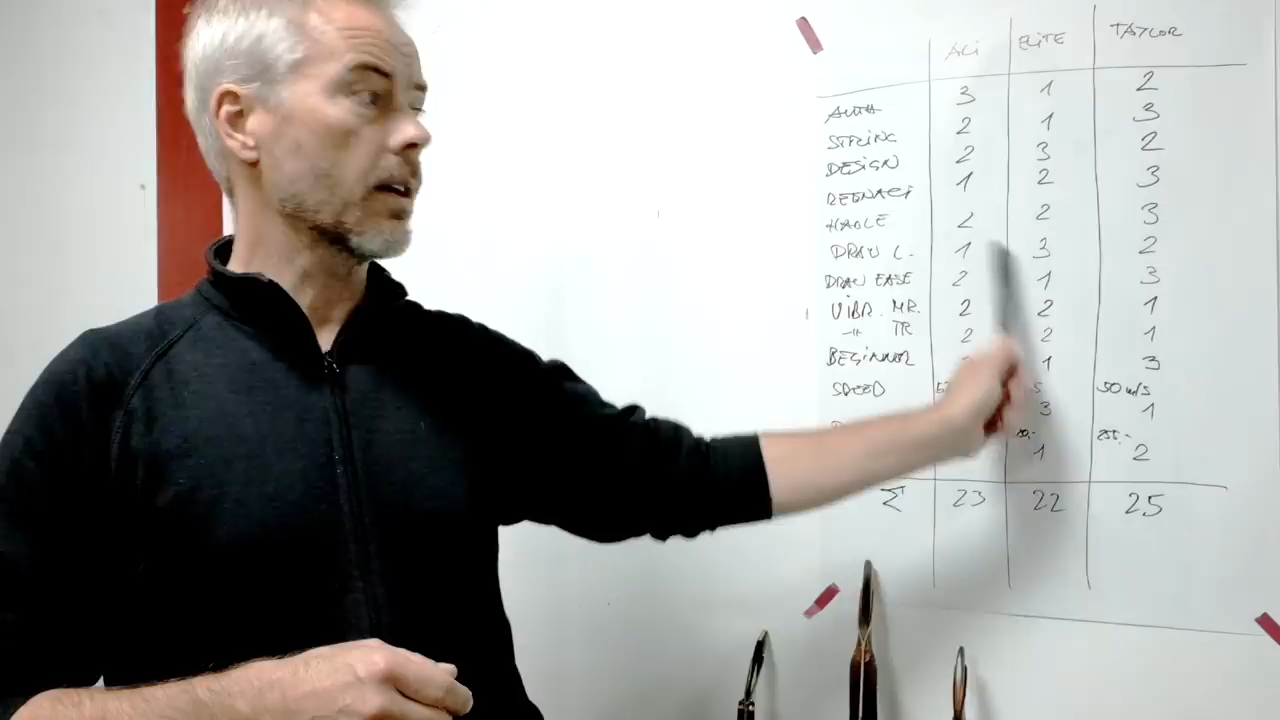 ALI ELITE TAYLOR
AUTH 3 1 2
STRING 2 1 3
DESIGN 2 3 2
1 2 3
HADLE 2 2 3
DRAW L. 1 3 2
DRAW EASE 2 1 3
VIBR. MR. 2 2 1
-"- TR 2 2 1
BEGINNER 1 3
SPEED 5 50 m/s
3 1
255,-
1 2
Σ 23 22 25